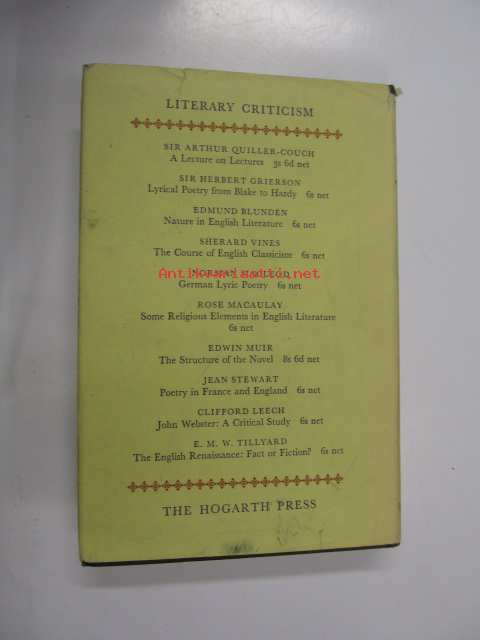 LITERARY CRITICISM
SIR ARTHUR QUILLER-COUCH
A Lecture on Lectures 3s 6d net
SIR HERBERT GRIERSON
Lyrical Poetry from Blake to Hardy 6s net
EDMUND BLUNDEN
Nature in English Literature 6s net
SHERARD VINES
The Course of English Classicism 6s net
Antikvariaatti.net
NORMAN MACLEOD
German Lyric Poetry 6s net
ROSE MACAULAY
Some Religious Elements in English Literature
6s net
EDWIN MUIR
The Structure of the Novel 8s 6d net
JEAN STEWART
Poetry in France and England 6s net
CLIFFORD LEECH
John Webster: A Critical Study 6s net
E. M. W. TILLYARD
The English Renaissance: Fact or Fiction? 6s net
THE HOGARTH PRESS